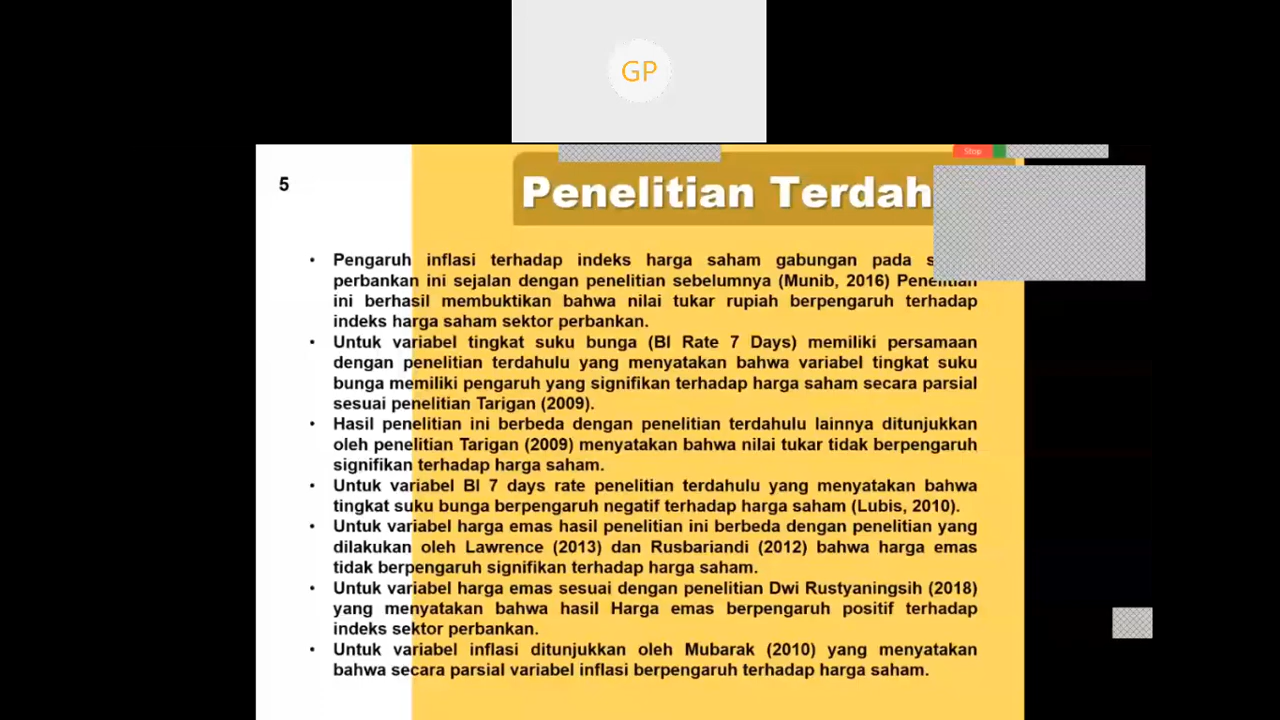 GP
Stop
5
Penelitian Terdah
• Pengaruh inflasi terhadap indeks harga saham gabungan pada
perbankan ini sejalan dengan penelitian sebelumnya (Munib, 2016) Penelitian
ini berhasil membuktikan bahwa nilai tukar rupiah berpengaruh terhadap
indeks harga saham sektor perbankan.
• Untuk variabel tingkat suku bunga (BI Rate 7 Days) memiliki persamaan
dengan penelitian terdahulu yang menyatakan bahwa variabel tingkat suku
bunga memiliki pengaruh yang signifikan terhadap harga saham secara parsial
sesuai penelitian Tarigan (2009).
• Hasil penelitian ini berbeda dengan penelitian terdahulu lainnya ditunjukkan
oleh penelitian Tarigan (2009) menyatakan bahwa nilai tukar tidak berpengaruh
signifikan terhadap harga saham.
• Untuk variabel BI 7 days rate penelitian terdahulu yang menyatakan bahwa
tingkat suku bunga berpengaruh negatif terhadap harga saham (Lubis, 2010).
• Untuk variabel harga emas hasil penelitian ini berbeda dengan penelitian yang
dilakukan oleh Lawrence (2013) dan Rusbariandi (2012) bahwa harga emas
tidak berpengaruh signifikan terhadap harga saham.
• Untuk variabel harga emas sesuai dengan penelitian Dwi Rustyaningsih (2018)
yang menyatakan bahwa hasil Harga emas berpengaruh positif terhadap
indeks sektor perbankan.
• Untuk variabel inflasi ditunjukkan oleh Mubarak (2010) yang menyatakan
bahwa secara parsial variabel inflasi berpengaruh terhadap harga saham.